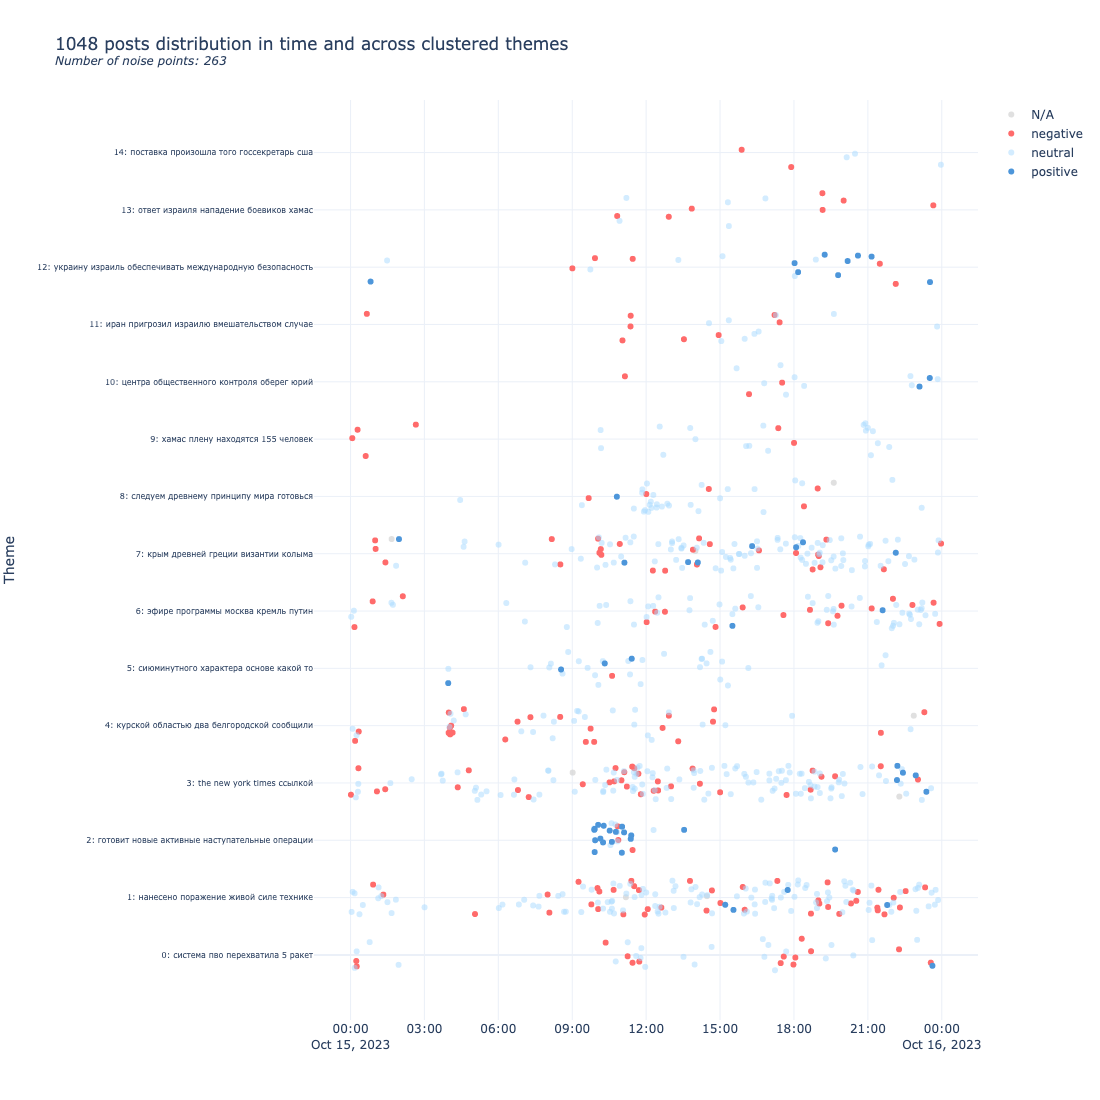 1048 posts distribution in time and across clustered themes
Number of noise points: 263
N/A
negative
neutral
positive
Theme
14: поставка произошла того госсекретарь сша
13: ответ израиля нападение боевиков хамас
12: украину израиль обеспечивать международную безопасность
11: иран пригрозил израилю вмешательством случае
10: центра общественного контроля оберег юрий
9: хамас плену находятся 155 человек
8: следуем древнему принципу мира готовься
7: крым древней греции византии колыма
6: эфире программы москва кремль путин
5: сиюминутного характера основе какой то
4: курской областью два белгородской сообщили
3: the new york times ссылкой
2: готовит новые активные наступательные операции
1: нанесено поражение живой силе технике
0: система пво перехватила 5 ракет
00:00 03:00 06:00 09:00 12:00 15:00 18:00 21:00 00:00
Oct 15, 2023 Oct 16, 2023